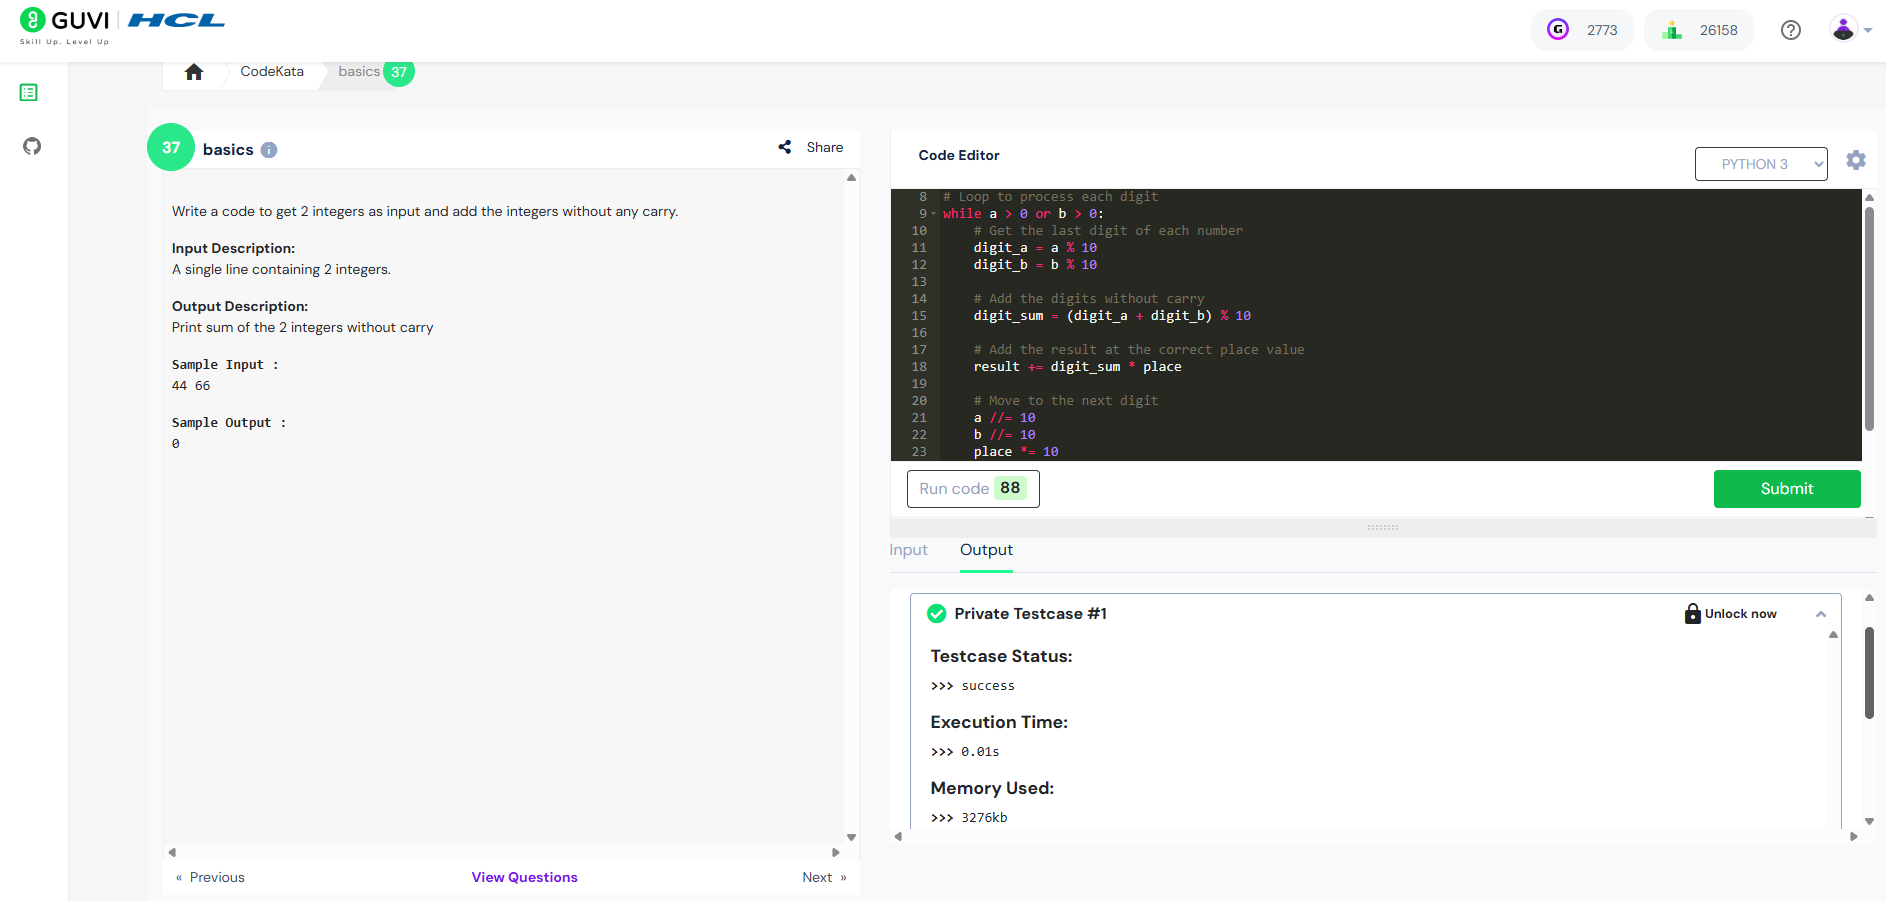 GUVI | HCL
Skill Up. Level Up
2773
26158
CodeKata
basics 37
37 basics
Share
Write a code to get 2 integers as input and add the integers without any carry.
Input Description:
A single line containing 2 integers.
Output Description:
Print sum of the 2 integers without carry
Sample Input :
44 66
Sample Output :
0
« Previous
View Questions
Next »
Code Editor
PYTHON 3
8 # Loop to process each digit
9 while a > 0 or b > 0:
10     # Get the last digit of each number
11     digit_a = a % 10
12     digit_b = b % 10
13
14     # Add the digits without carry
15     digit_sum = (digit_a + digit_b) % 10
16
17     # Add the result at the correct place value
18     result += digit_sum * place
19
20     # Move to the next digit
21     a //= 10
22     b //= 10
23     place *= 10
Run code 88
Submit
Input
Output
Private Testcase #1
Unlock now
Testcase Status:
>>> success
Execution Time:
>>> 0.01s
Memory Used:
>>> 3276kb